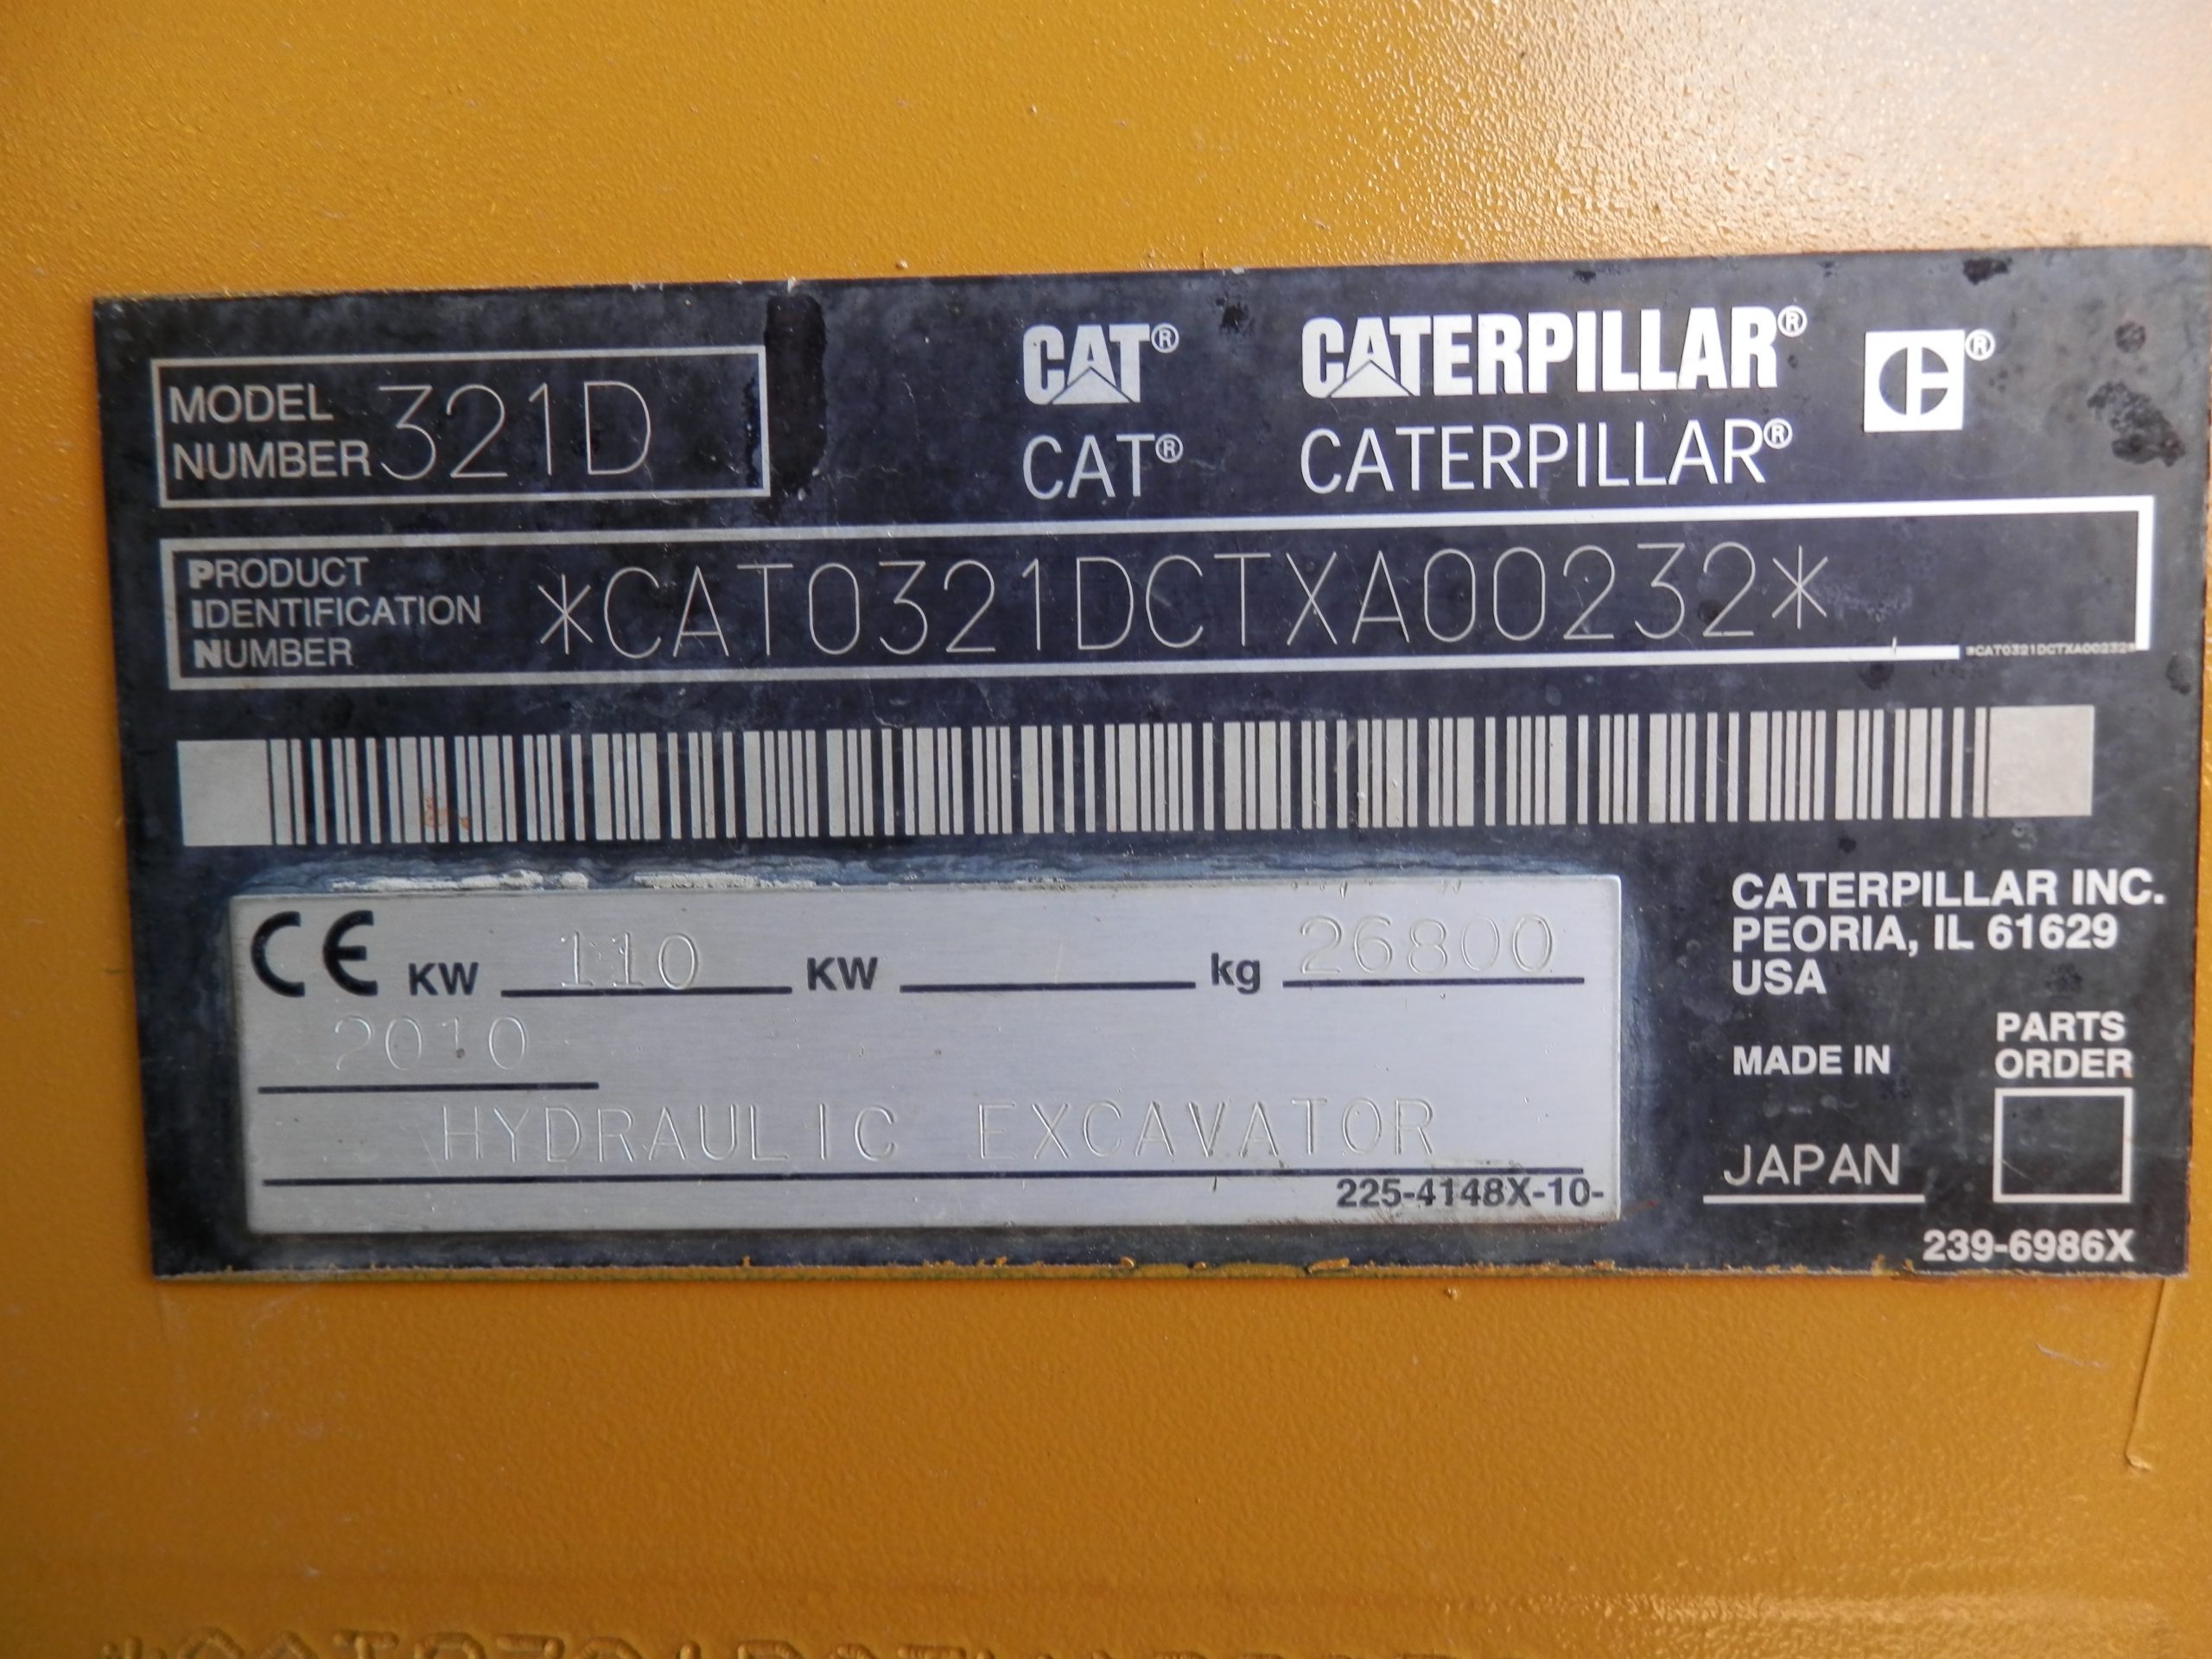 MODEL
NUMBER 321D
CAT® CATERPILLAR® C®
CAT® CATERPILLAR®
PRODUCT
IDENTIFICATION
NUMBER
*CAT0321DCTXA00232*
*CAT0321DCTXA00232*
CE KW 110 KW / kg 26800
2010
HYDRAULIC EXCAVATOR
225-4148X-10-
CATERPILLAR INC.
PEORIA, IL 61629
USA
MADE IN
JAPAN
PARTS
ORDER
239-6986X